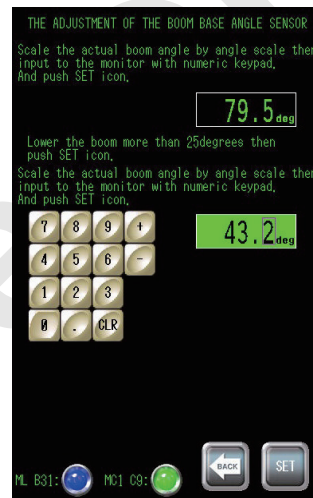 THE ADJUSTMENT OF THE BOOM BASE ANGLE SENSOR
Scale the actual boom angle by angle scale then
input to the monitor with numeric keypad.
And push SET icon.
79.5deg
Lower the boom more than 25degrees then
push SET icon.
Scale the actual boom angle by angle scale then
input to the monitor with numeric keypad.
And push SET icon.
43.2deg
7 8 9 +
4 5 6 -
1 2 3
0 . CLR
ML B31: MC1 C9: BACK SET